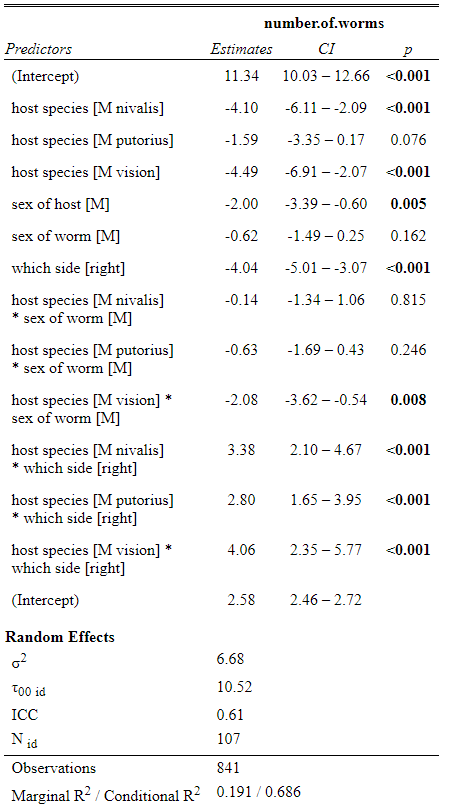 number.of.worms
Predictors Estimates CI p
(Intercept) 11.34 10.03 – 12.66 <0.001
host species [M nivalis] -4.10 -6.11 – -2.09 <0.001
host species [M putorius] -1.59 -3.35 – 0.17 0.076
host species [M vision] -4.49 -6.91 – -2.07 <0.001
sex of host [M] -2.00 -3.39 – -0.60 0.005
sex of worm [M] -0.62 -1.49 – 0.25 0.162
which side [right] -4.04 -5.01 – -3.07 <0.001
host species [M nivalis] -0.14 -1.34 – 1.06 0.815
* sex of worm [M]
host species [M putorius] -0.63 -1.69 – 0.43 0.246
* sex of worm [M]
host species [M vision] * -2.08 -3.62 – -0.54 0.008
sex of worm [M]
host species [M nivalis] 3.38 2.10 – 4.67 <0.001
* which side [right]
host species [M putorius] 2.80 1.65 – 3.95 <0.001
* which side [right]
host species [M vision] * 4.06 2.35 – 5.77 <0.001
which side [right]
(Intercept) 2.58 2.46 – 2.72
Random Effects
σ² 6.68
τ₀₀ id 10.52
ICC 0.61
N id 107
Observations 841
Marginal R² / Conditional R² 0.191 / 0.686